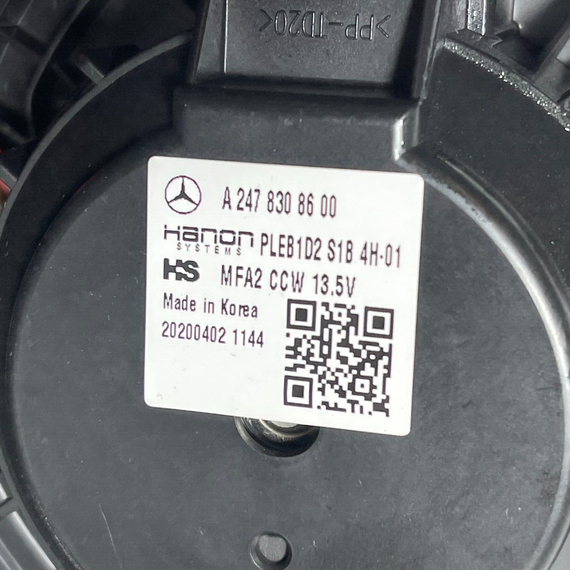 >PP-TD20<
A 247 830 86 00
Hanon PLEB1D2 S1B 4H-01
SYSTEMS
HS MFA2 CCW 13.5V
Made in Korea
20200402 1144